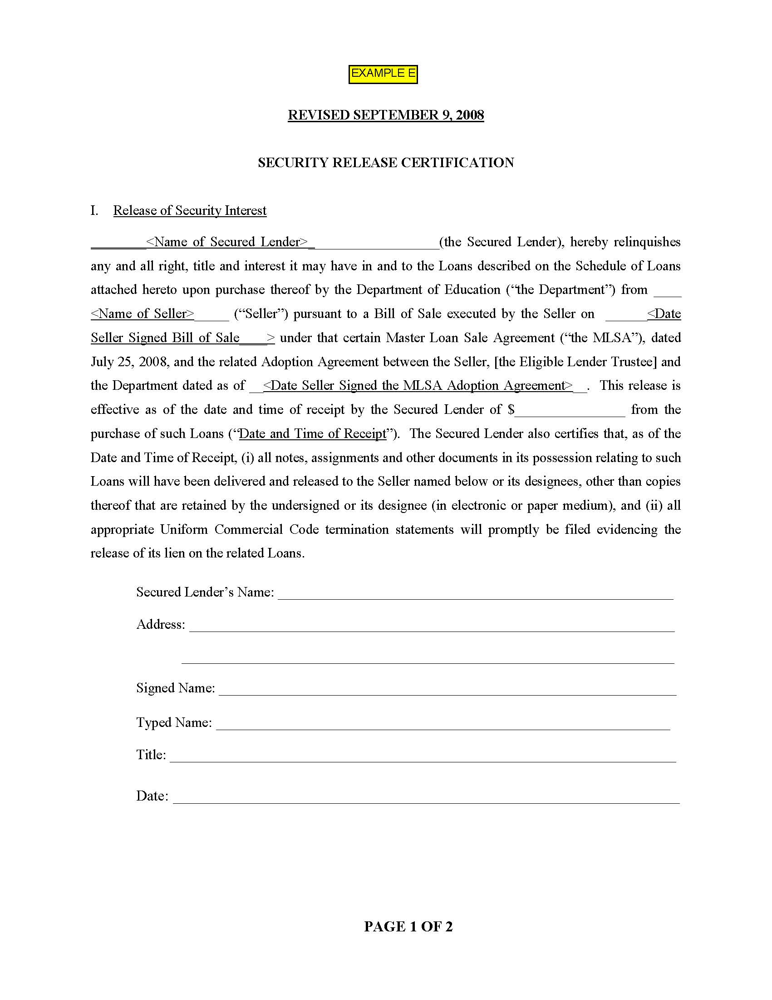 EXAMPLE E
REVISED SEPTEMBER 9, 2008
SECURITY RELEASE CERTIFICATION
I. Release of Security Interest
________<Name of Secured Lender>___________________(the Secured Lender), hereby relinquishes
any and all right, title and interest it may have in and to the Loans described on the Schedule of Loans
attached hereto upon purchase thereof by the Department of Education (“the Department”) from ____
<Name of Seller>_____ (“Seller”) pursuant to a Bill of Sale executed by the Seller on ______<Date
Seller Signed Bill of Sale____> under that certain Master Loan Sale Agreement (“the MLSA”), dated
July 25, 2008, and the related Adoption Agreement between the Seller, [the Eligible Lender Trustee] and
the Department dated as of __<Date Seller Signed the MLSA Adoption Agreement>__. This release is
effective as of the date and time of receipt by the Secured Lender of $________________ from the
purchase of such Loans (“Date and Time of Receipt”). The Secured Lender also certifies that, as of the
Date and Time of Receipt, (i) all notes, assignments and other documents in its possession relating to such
Loans will have been delivered and released to the Seller named below or its designees, other than copies
thereof that are retained by the undersigned or its designee (in electronic or paper medium), and (ii) all
appropriate Uniform Commercial Code termination statements will promptly be filed evidencing the
release of its lien on the related Loans.
Secured Lender’s Name: ____________________
Address: ____________________
____________________
Signed Name: ____________________
Typed Name: ____________________
Title: ____________________
Date: ____________________
PAGE 1 OF 2